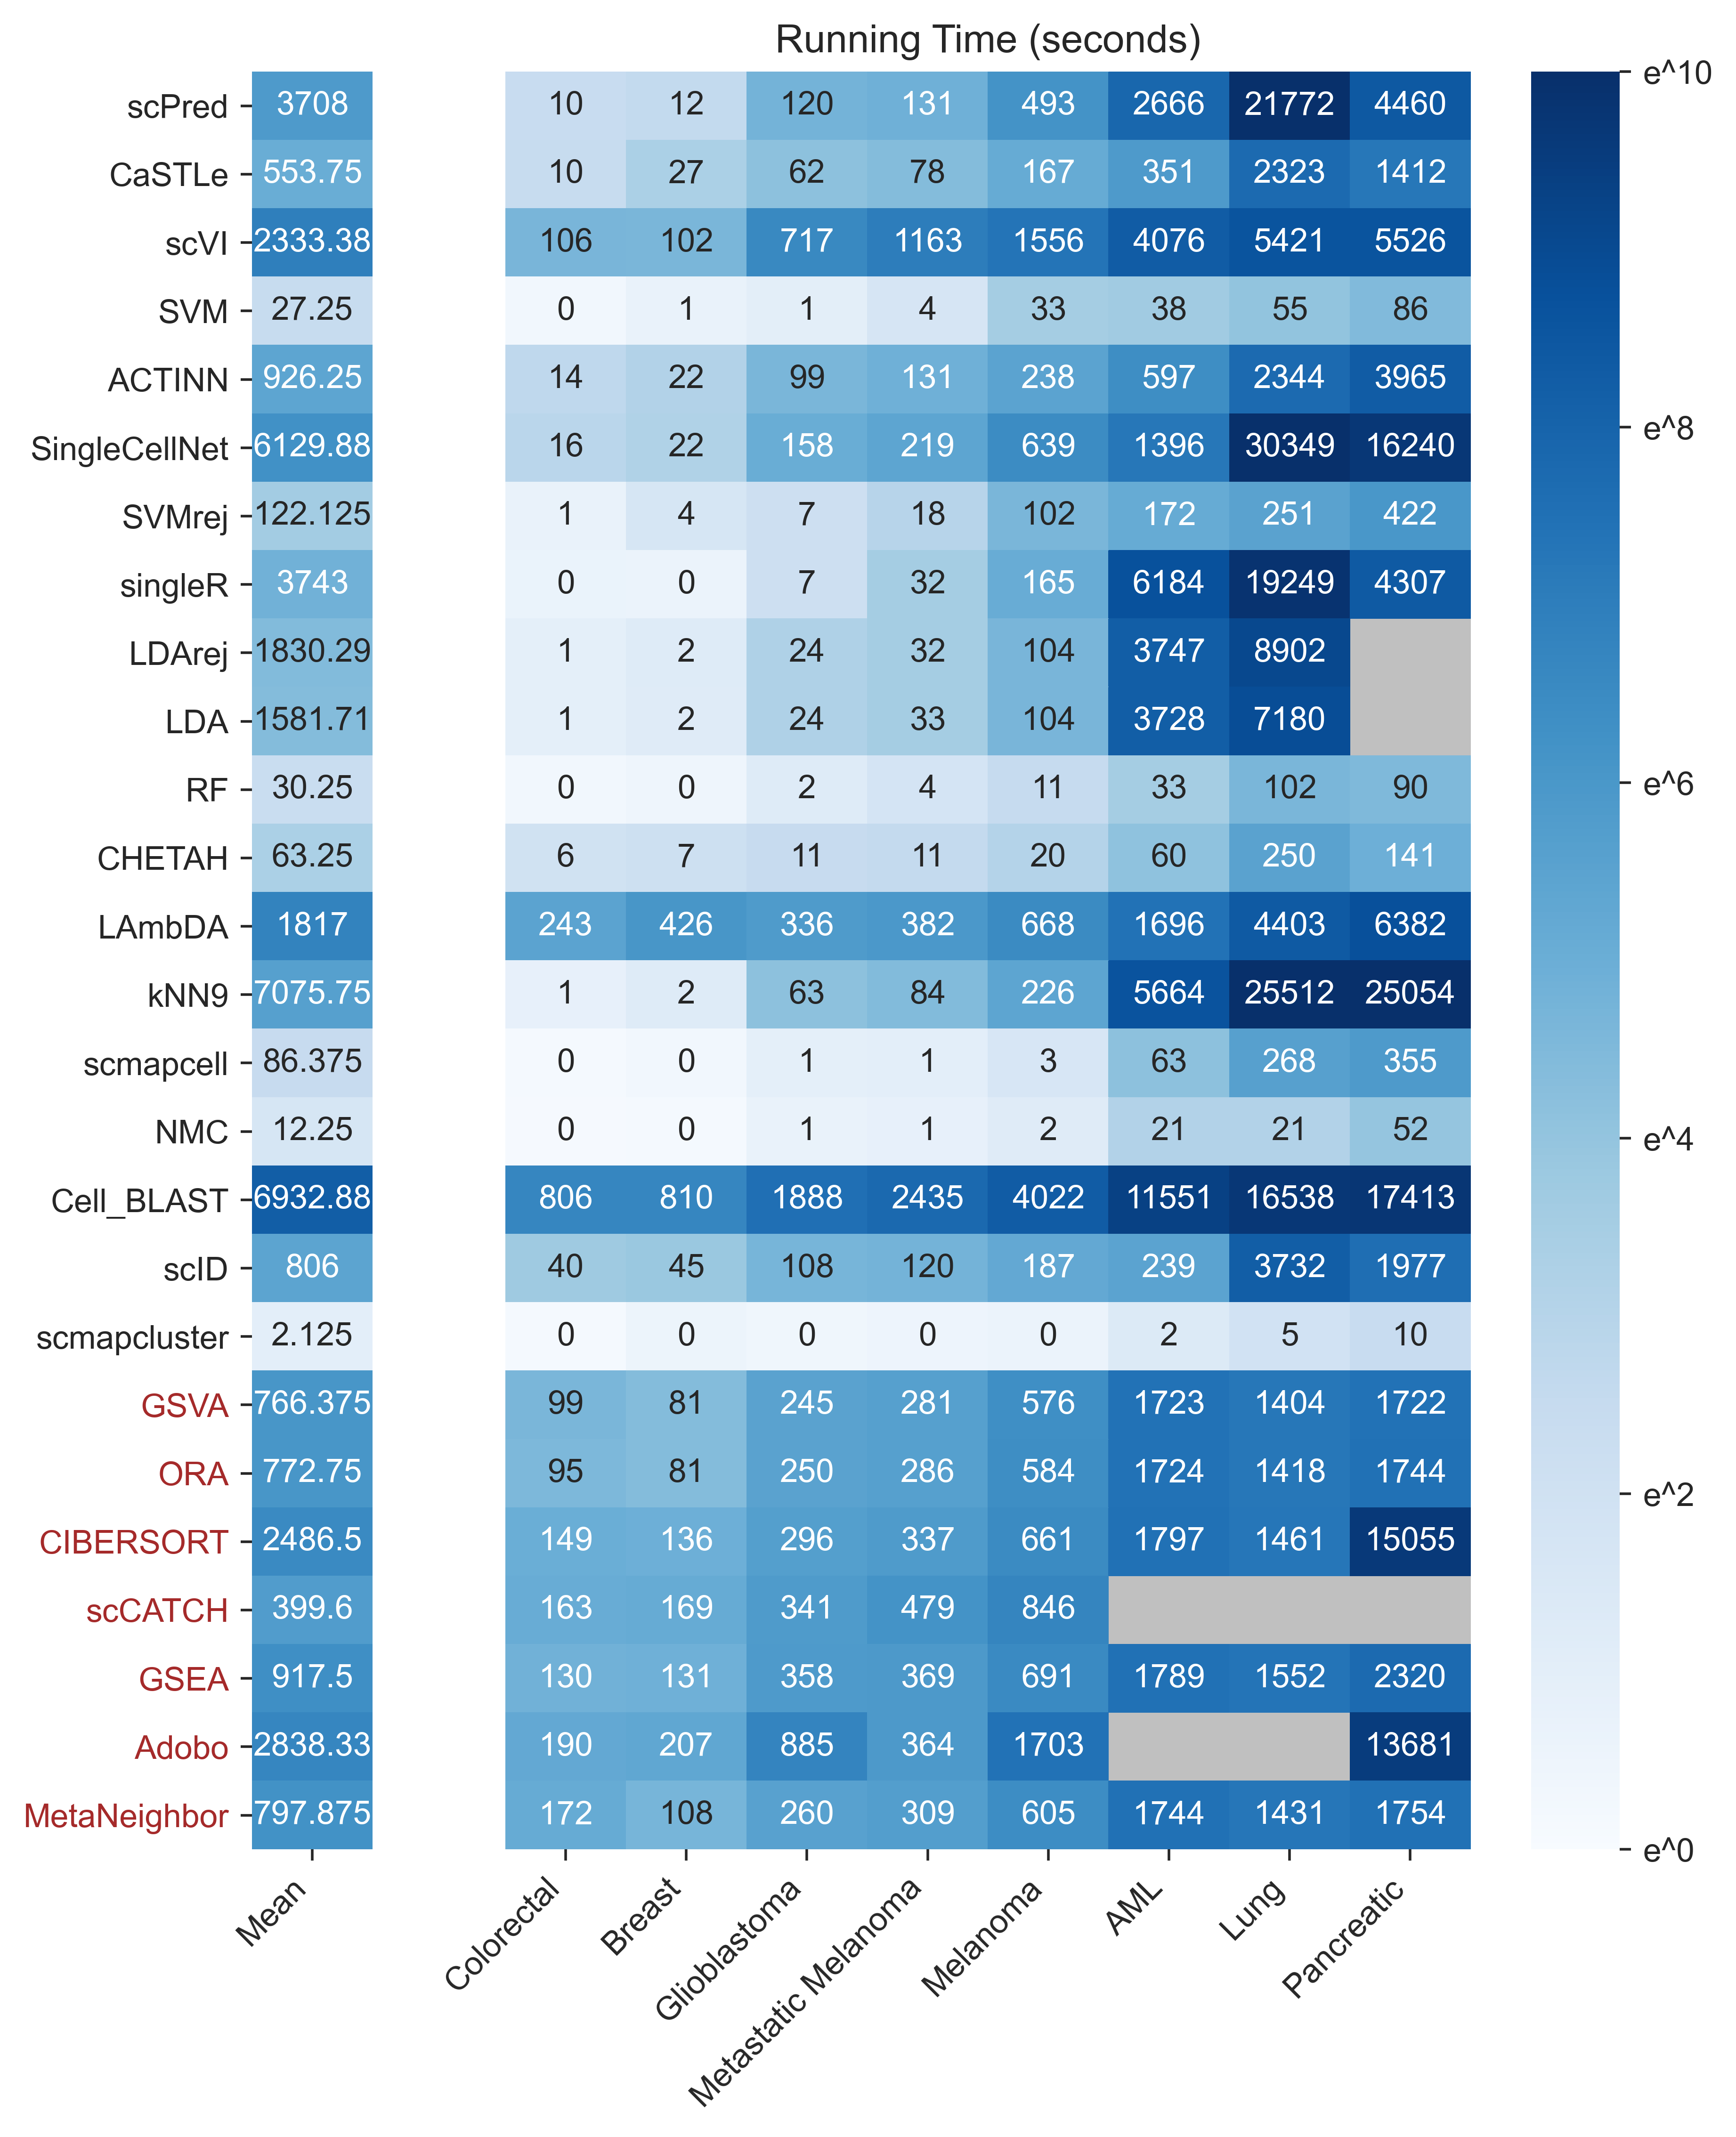 Running Time (seconds)
scPred 3708 10 12 120 131 493 2666 21772 4460
CaSTLe 553.75 10 27 62 78 167 351 2323 1412
scVI 2333.38 106 102 717 1163 1556 4076 5421 5526
SVM 27.25 0 1 1 4 33 38 55 86
ACTINN 926.25 14 22 99 131 238 597 2344 3965
SingleCellNet 6129.88 16 22 158 219 639 1396 30349 16240
SVMrej 122.125 1 4 7 18 102 172 251 422
singleR 3743 0 0 7 32 165 6184 19249 4307
LDArej 1830.29 1 2 24 32 104 3747 8902
LDA 1581.71 1 2 24 33 104 3728 7180
RF 30.25 0 0 2 4 11 33 102 90
CHETAH 63.25 6 7 11 11 20 60 250 141
LAmbDA 1817 243 426 336 382 668 1696 4403 6382
kNN9 7075.75 1 2 63 84 226 5664 25512 25054
scmapcell 86.375 0 0 1 1 3 63 268 355
NMC 12.25 0 0 1 1 2 21 21 52
Cell_BLAST 6932.88 806 810 1888 2435 4022 11551 16538 17413
scID 806 40 45 108 120 187 239 3732 1977
scmapcluster 2.125 0 0 0 0 0 2 5 10
GSVA 766.375 99 81 245 281 576 1723 1404 1722
ORA 772.75 95 81 250 286 584 1724 1418 1744
CIBERSORT 2486.5 149 136 296 337 661 1797 1461 15055
scCATCH 399.6 163 169 341 479 846
GSEA 917.5 130 131 358 369 691 1789 1552 2320
Adobo 2838.33 190 207 885 364 1703 13681
MetaNeighbor 797.875 172 108 260 309 605 1744 1431 1754
Mean Colorectal Breast Glioblastoma Metastatic Melanoma Melanoma AML Lung Pancreatic
e^10
e^8
e^6
e^4
e^2
e^0